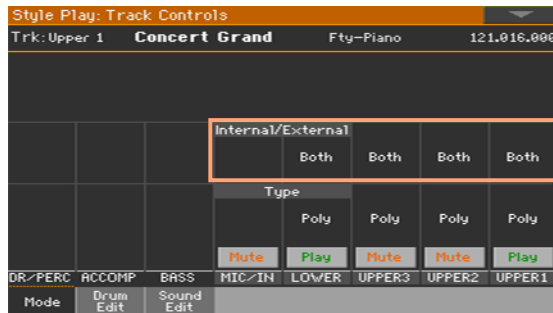 Style Play: Track Controls
Trk: Upper 1 Concert Grand Fty-Piano 121.016.000
Internal/External
Both Both Both Both
Type
Poly Poly Poly Poly
Mute Play Mute Mute Play
DR/PERC ACCOMP BASS MIC/IN LOWER UPPER3 UPPER2 UPPER1
Mode Drum Edit Sound Edit